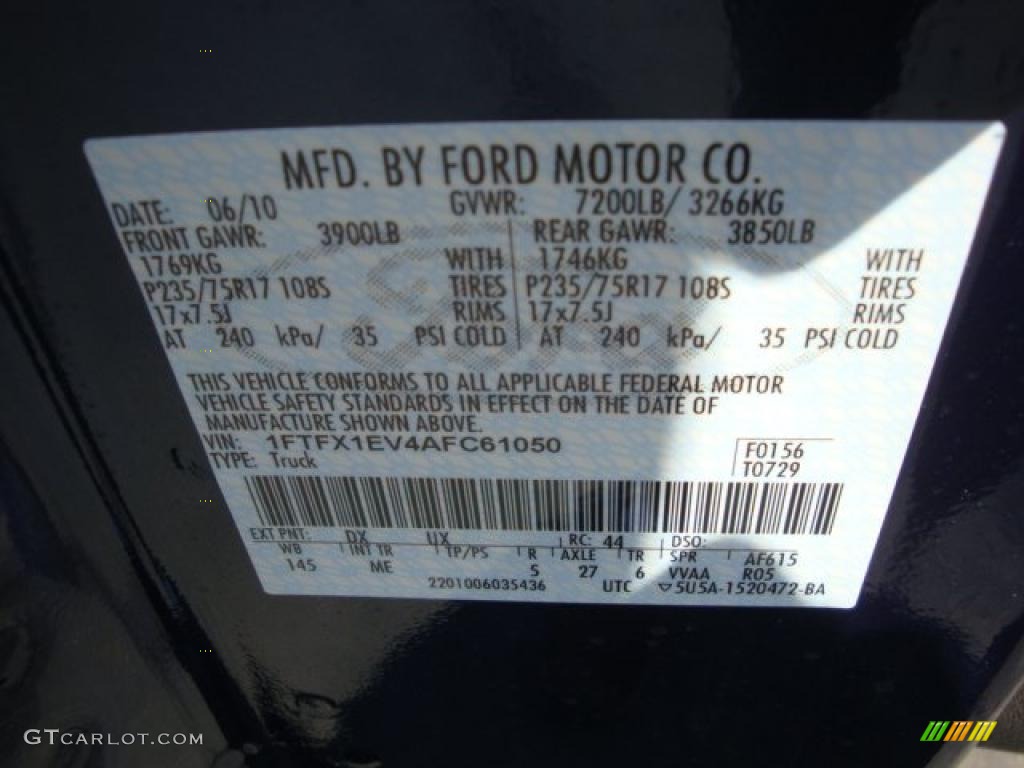 MFD. BY FORD MOTOR CO.
DATE: 06/10 GVWR: 7200LB/ 3266KG
FRONT GAWR: 3900LB REAR GAWR: 3850LB
1769KG WITH 1746KG WITH
P235/75R17 108S TIRES P235/75R17 108S TIRES
17x7.5J RIMS 17x7.5J RIMS
AT 240 kPa/ 35 PSI COLD AT 240 kPa/ 35 PSI COLD
THIS VEHICLE CONFORMS TO ALL APPLICABLE FEDERAL MOTOR
VEHICLE SAFETY STANDARDS IN EFFECT ON THE DATE OF
MANUFACTURE SHOWN ABOVE.
VIN: 1FTFX1EV4AFC61050 F0156
TYPE: Truck T0729
EXT PNT: DX UX RC: 44 DSO:
WB INT TR TP/PS R AXLE TR SPR AF615
145 ME 5 27 6 VVAA R05
2201006035436 UTC ▽5U5A-1520472-BA
GTCARLOT.COM